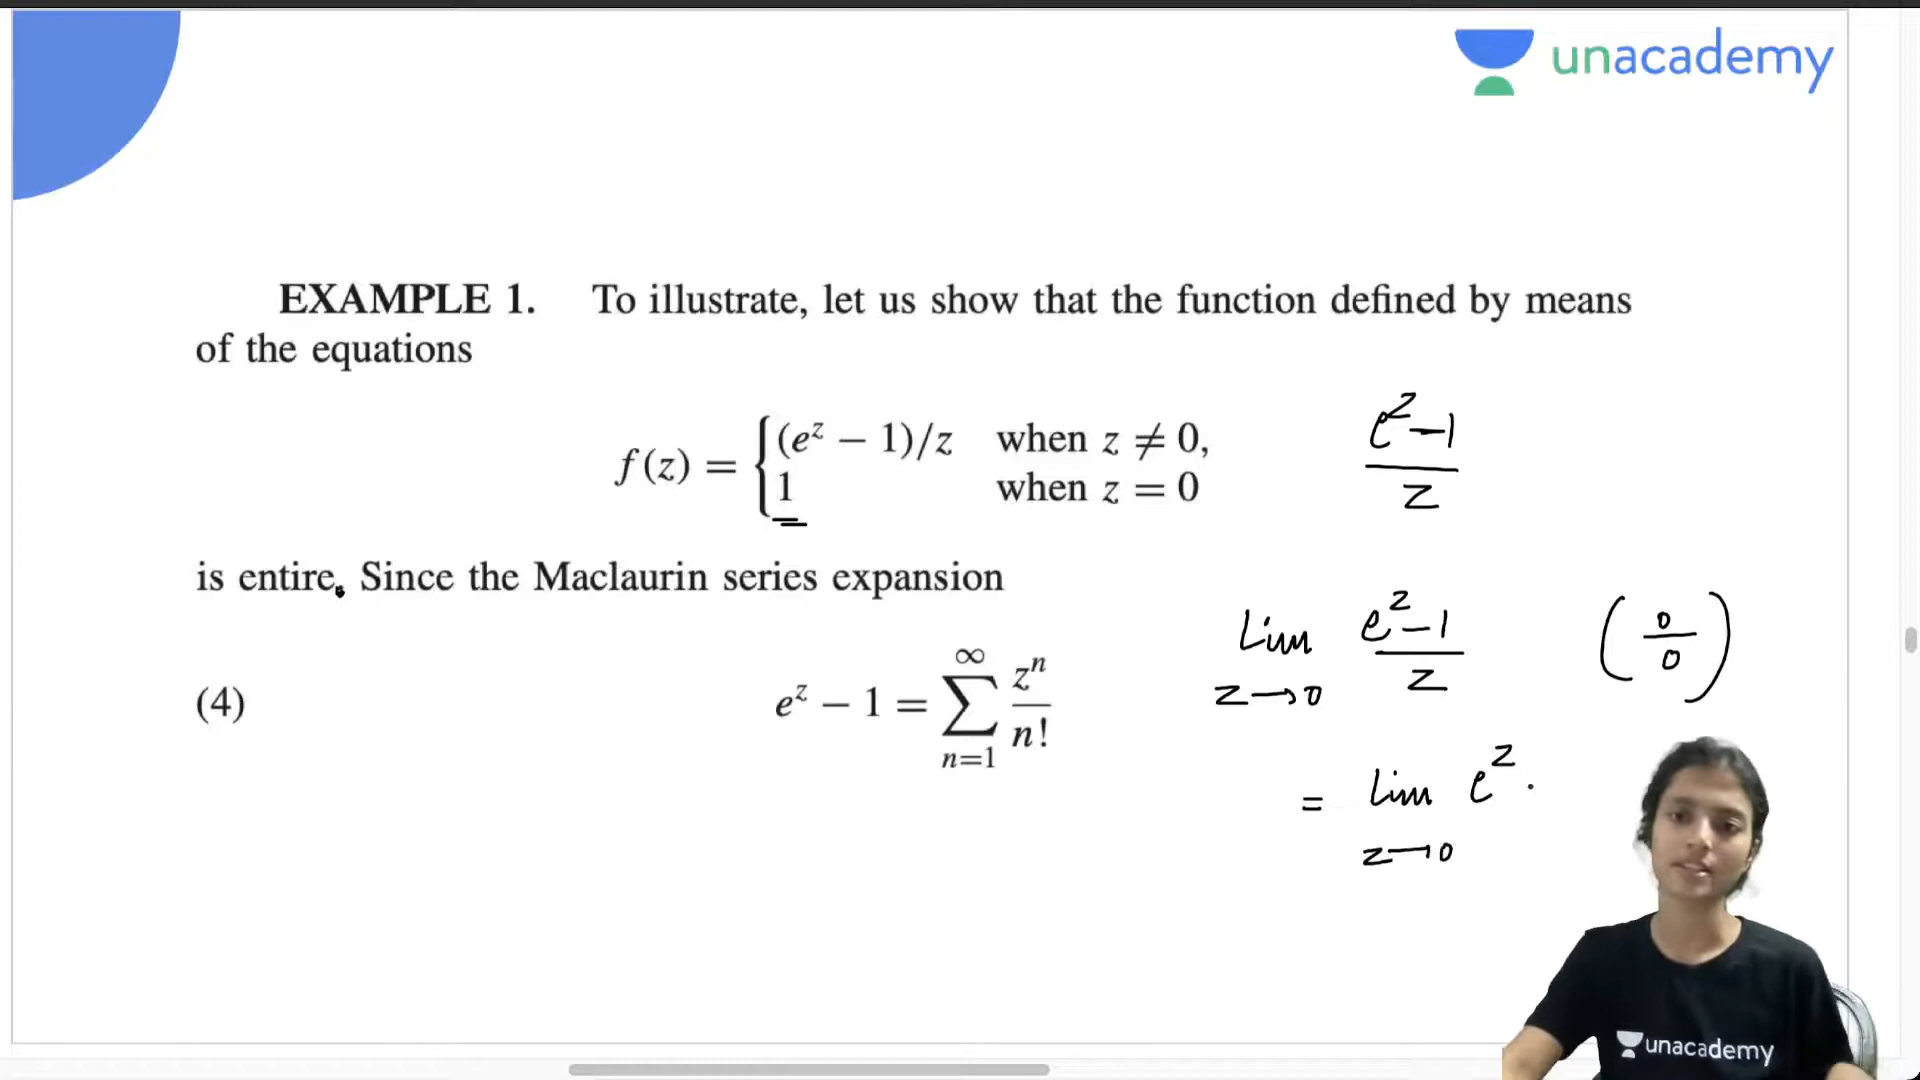 unacademy
EXAMPLE 1. To illustrate, let us show that the function defined by means
of the equations
f(z) = { (e^z − 1)/z when z ≠ 0,
1 when z = 0
e^z − 1
z
is entire. Since the Maclaurin series expansion
(4) e^z − 1 = ∑_{n=1}^{∞} z^n / n!
Lim z→0 (e^z − 1)/z (0/0)
= Lim z→0 e^z .
unacademy